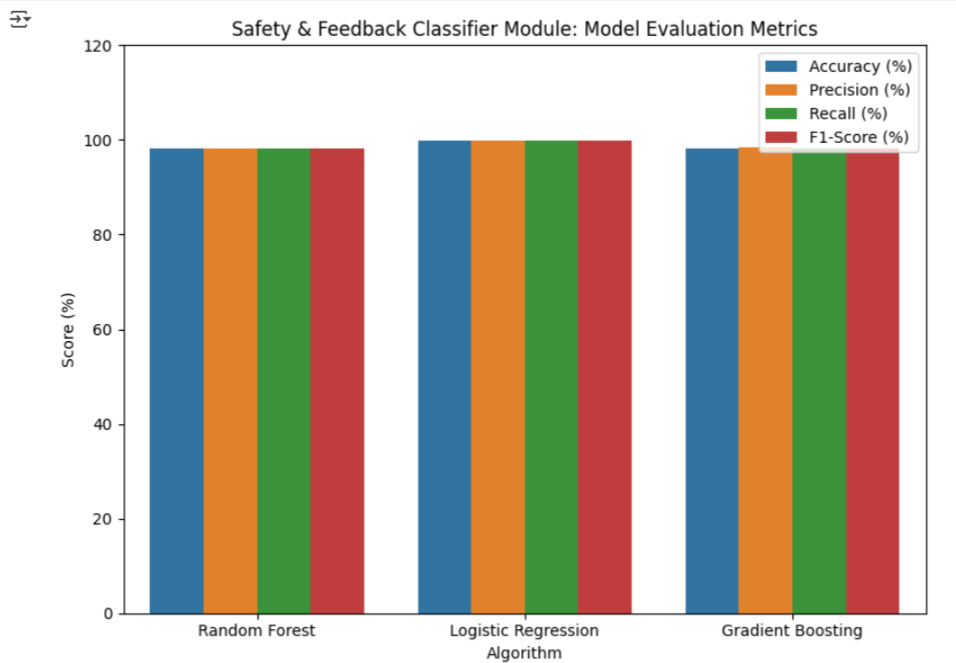 Safety & Feedback Classifier Module: Model Evaluation Metrics
120
100
80
60
40
20
0
Score (%)
Accuracy (%)
Precision (%)
Recall (%)
F1-Score (%)
Random Forest
Logistic Regression
Gradient Boosting
Algorithm